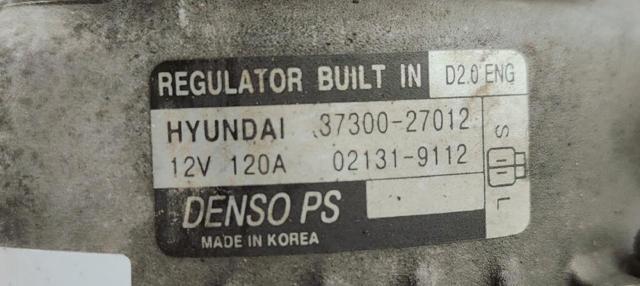 REGULATOR BUILT IN D2.0 ENG
HYUNDAI 37300-27012
12V 120A 02131-9112
S
L
DENSO PS
MADE IN KOREA